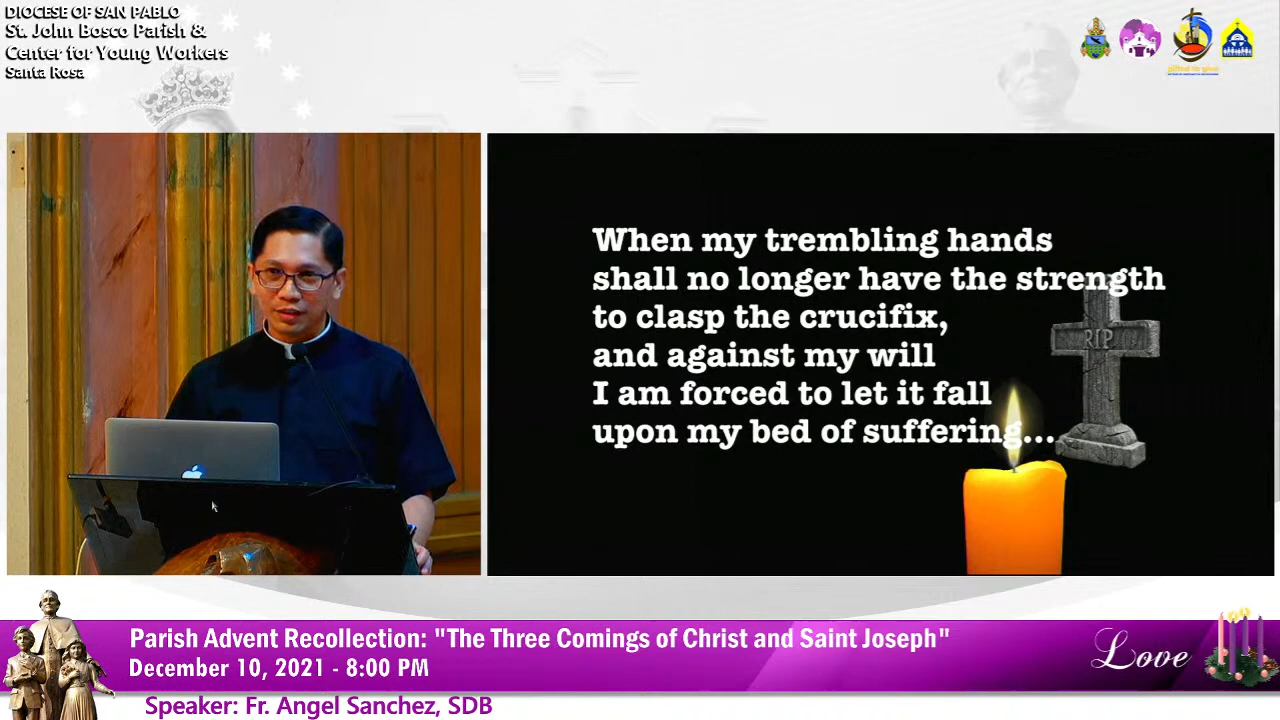 DIOCESE OF SAN PABLO
St. John Bosco Parish &
Center for Young Workers
Santa Rosa
When my trembling hands
shall no longer have the strength
to clasp the crucifix,
and against my will
I am forced to let it fall
upon my bed of suffering...
RIP
Parish Advent Recollection: "The Three Comings of Christ and Saint Joseph"
December 10, 2021 - 8:00 PM
Love
Speaker: Fr. Angel Sanchez, SDB